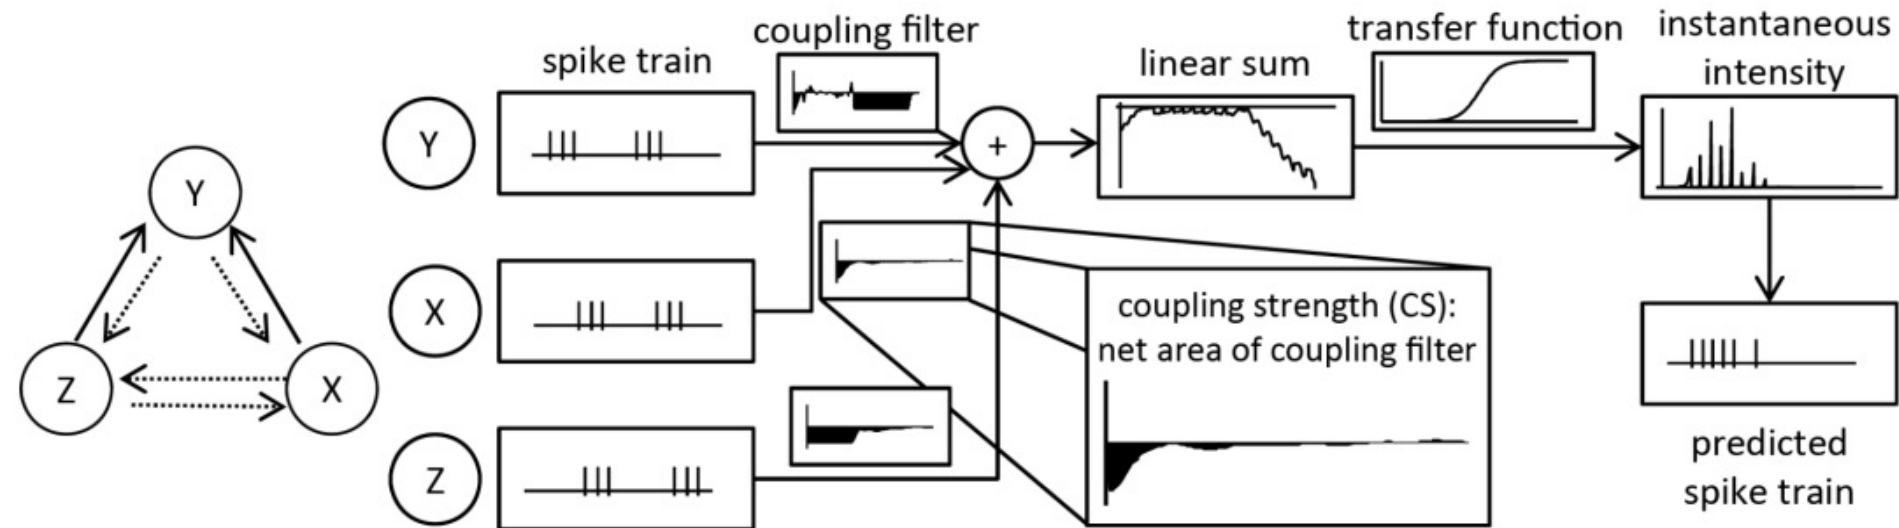 coupling filter
transfer function
instantaneous
intensity
spike train
linear sum
Y
+
Y
X
Z
X
Z
coupling strength (CS):
net area of coupling filter
predicted
spike train